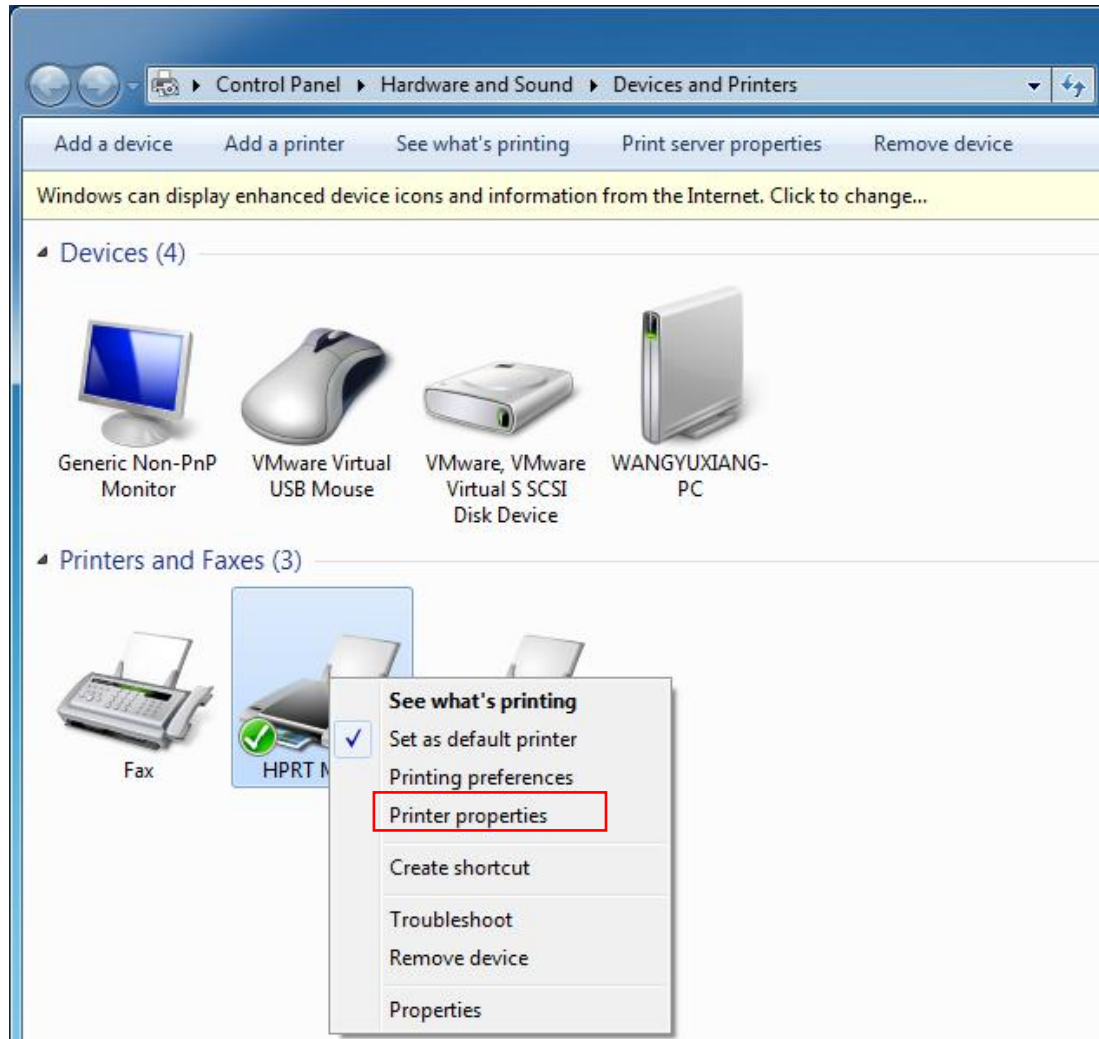 Control Panel Hardware and Sound Devices and Printers
Add a device Add a printer See what's printing Print server properties Remove device
Windows can display enhanced device icons and information from the Internet. Click to change...
Devices (4)
Generic Non-PnP
Monitor
VMware Virtual
USB Mouse
VMware, VMware
Virtual S SCSI
Disk Device
WANGYUXIANG-
PC
Printers and Faxes (3)
Fax
HPRT
See what's printing
Set as default printer
Printing preferences
Printer properties
Create shortcut
Troubleshoot
Remove device
Properties